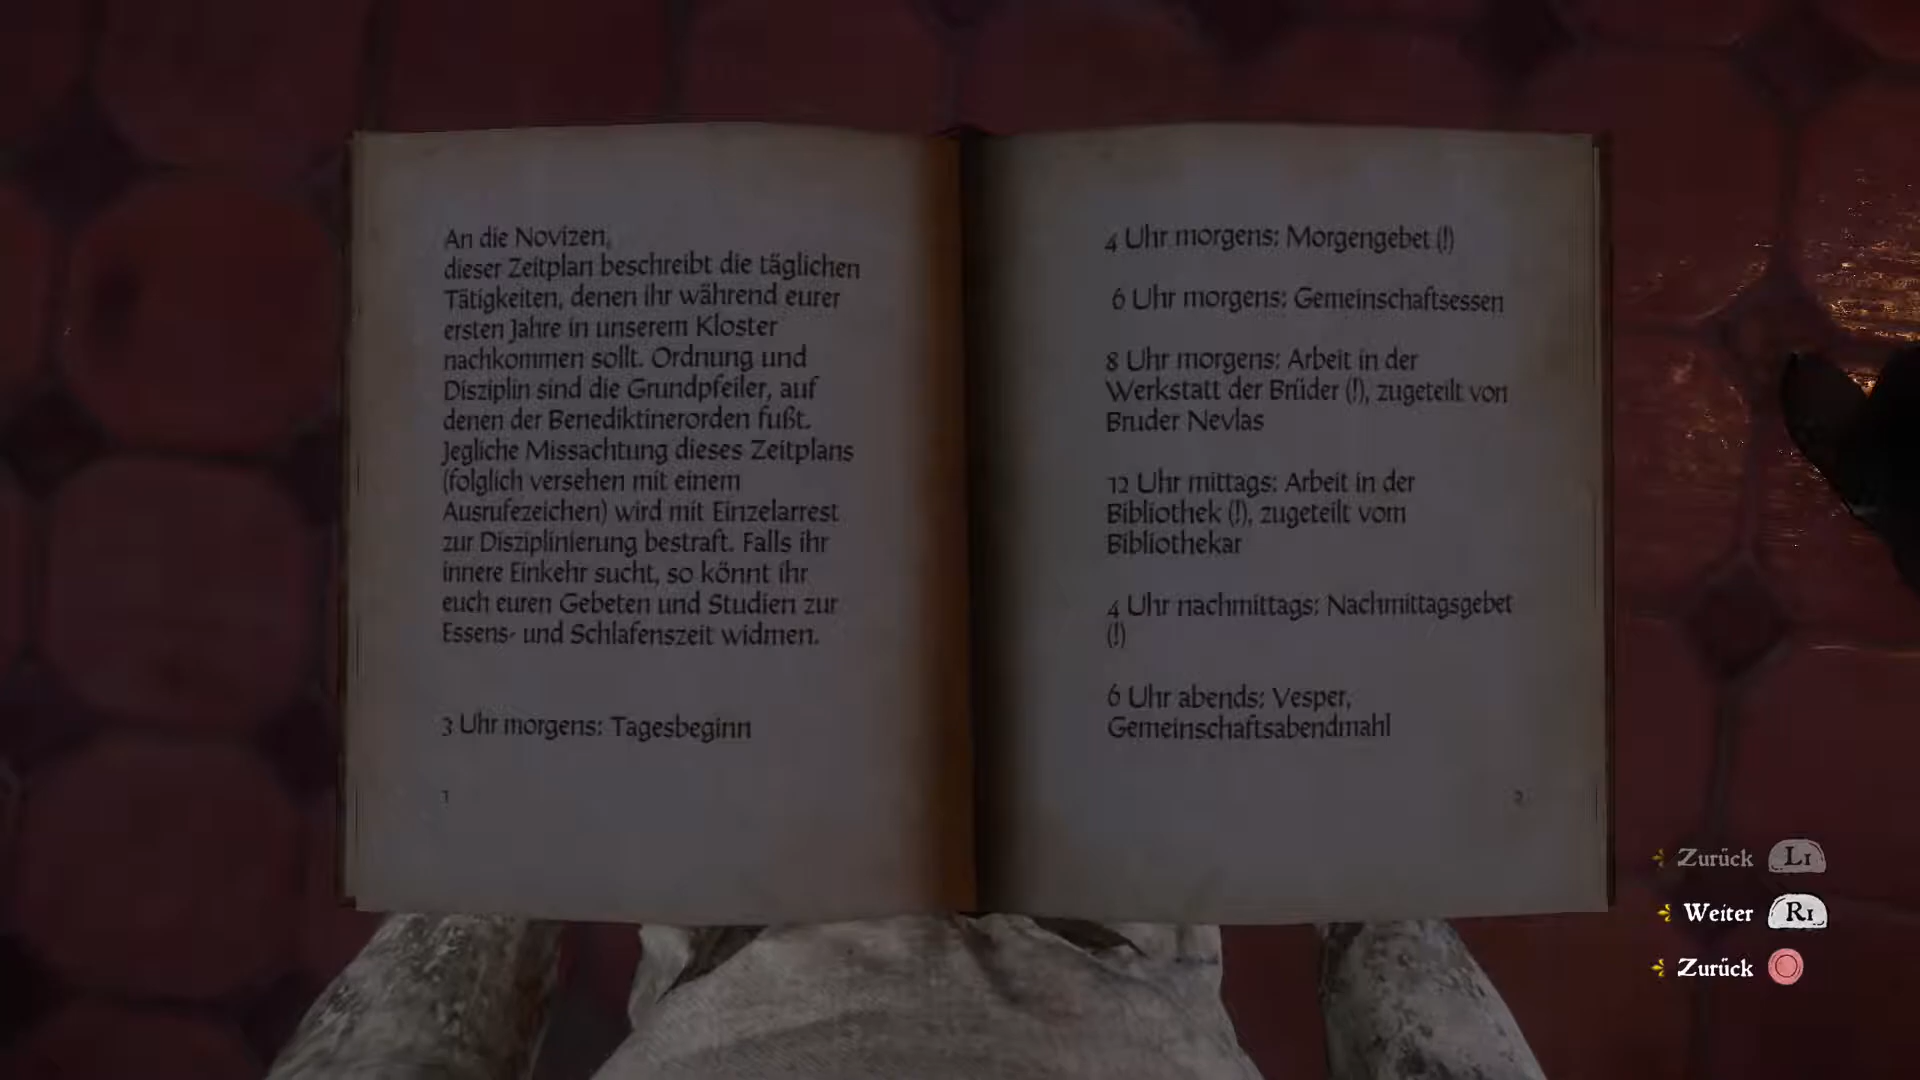 An die Novizen,
dieser Zeitplan beschreibt die täglichen
Tätigkeiten, denen ihr während eurer
ersten Jahre in unserem Kloster
nachkommen sollt. Ordnung und
Disziplin sind die Grundpfeiler, auf
denen der Benediktinerorden fußt.
Jegliche Missachtung dieses Zeitplans
(folglich versehen mit einem
Ausrufezeichen) wird mit Einzelarrest
zur Disziplinierung bestraft. Falls ihr
innere Einkehr sucht, so könnt ihr
euch euren Gebeten und Studien zur
Essens- und Schlafenszeit widmen.
3 Uhr morgens: Tagesbeginn
1
4 Uhr morgens: Morgengebet (!)
6 Uhr morgens: Gemeinschaftsessen
8 Uhr morgens: Arbeit in der
Werkstatt der Brüder (!), zugeteilt von
Bruder Nevlas
12 Uhr mittags: Arbeit in der
Bibliothek (!), zugeteilt vom
Bibliothekar
4 Uhr nachmittags: Nachmittagsgebet
(!)
6 Uhr abends: Vesper,
Gemeinschaftsabendmahl
2
Zurück L1
Weiter R1
Zurück